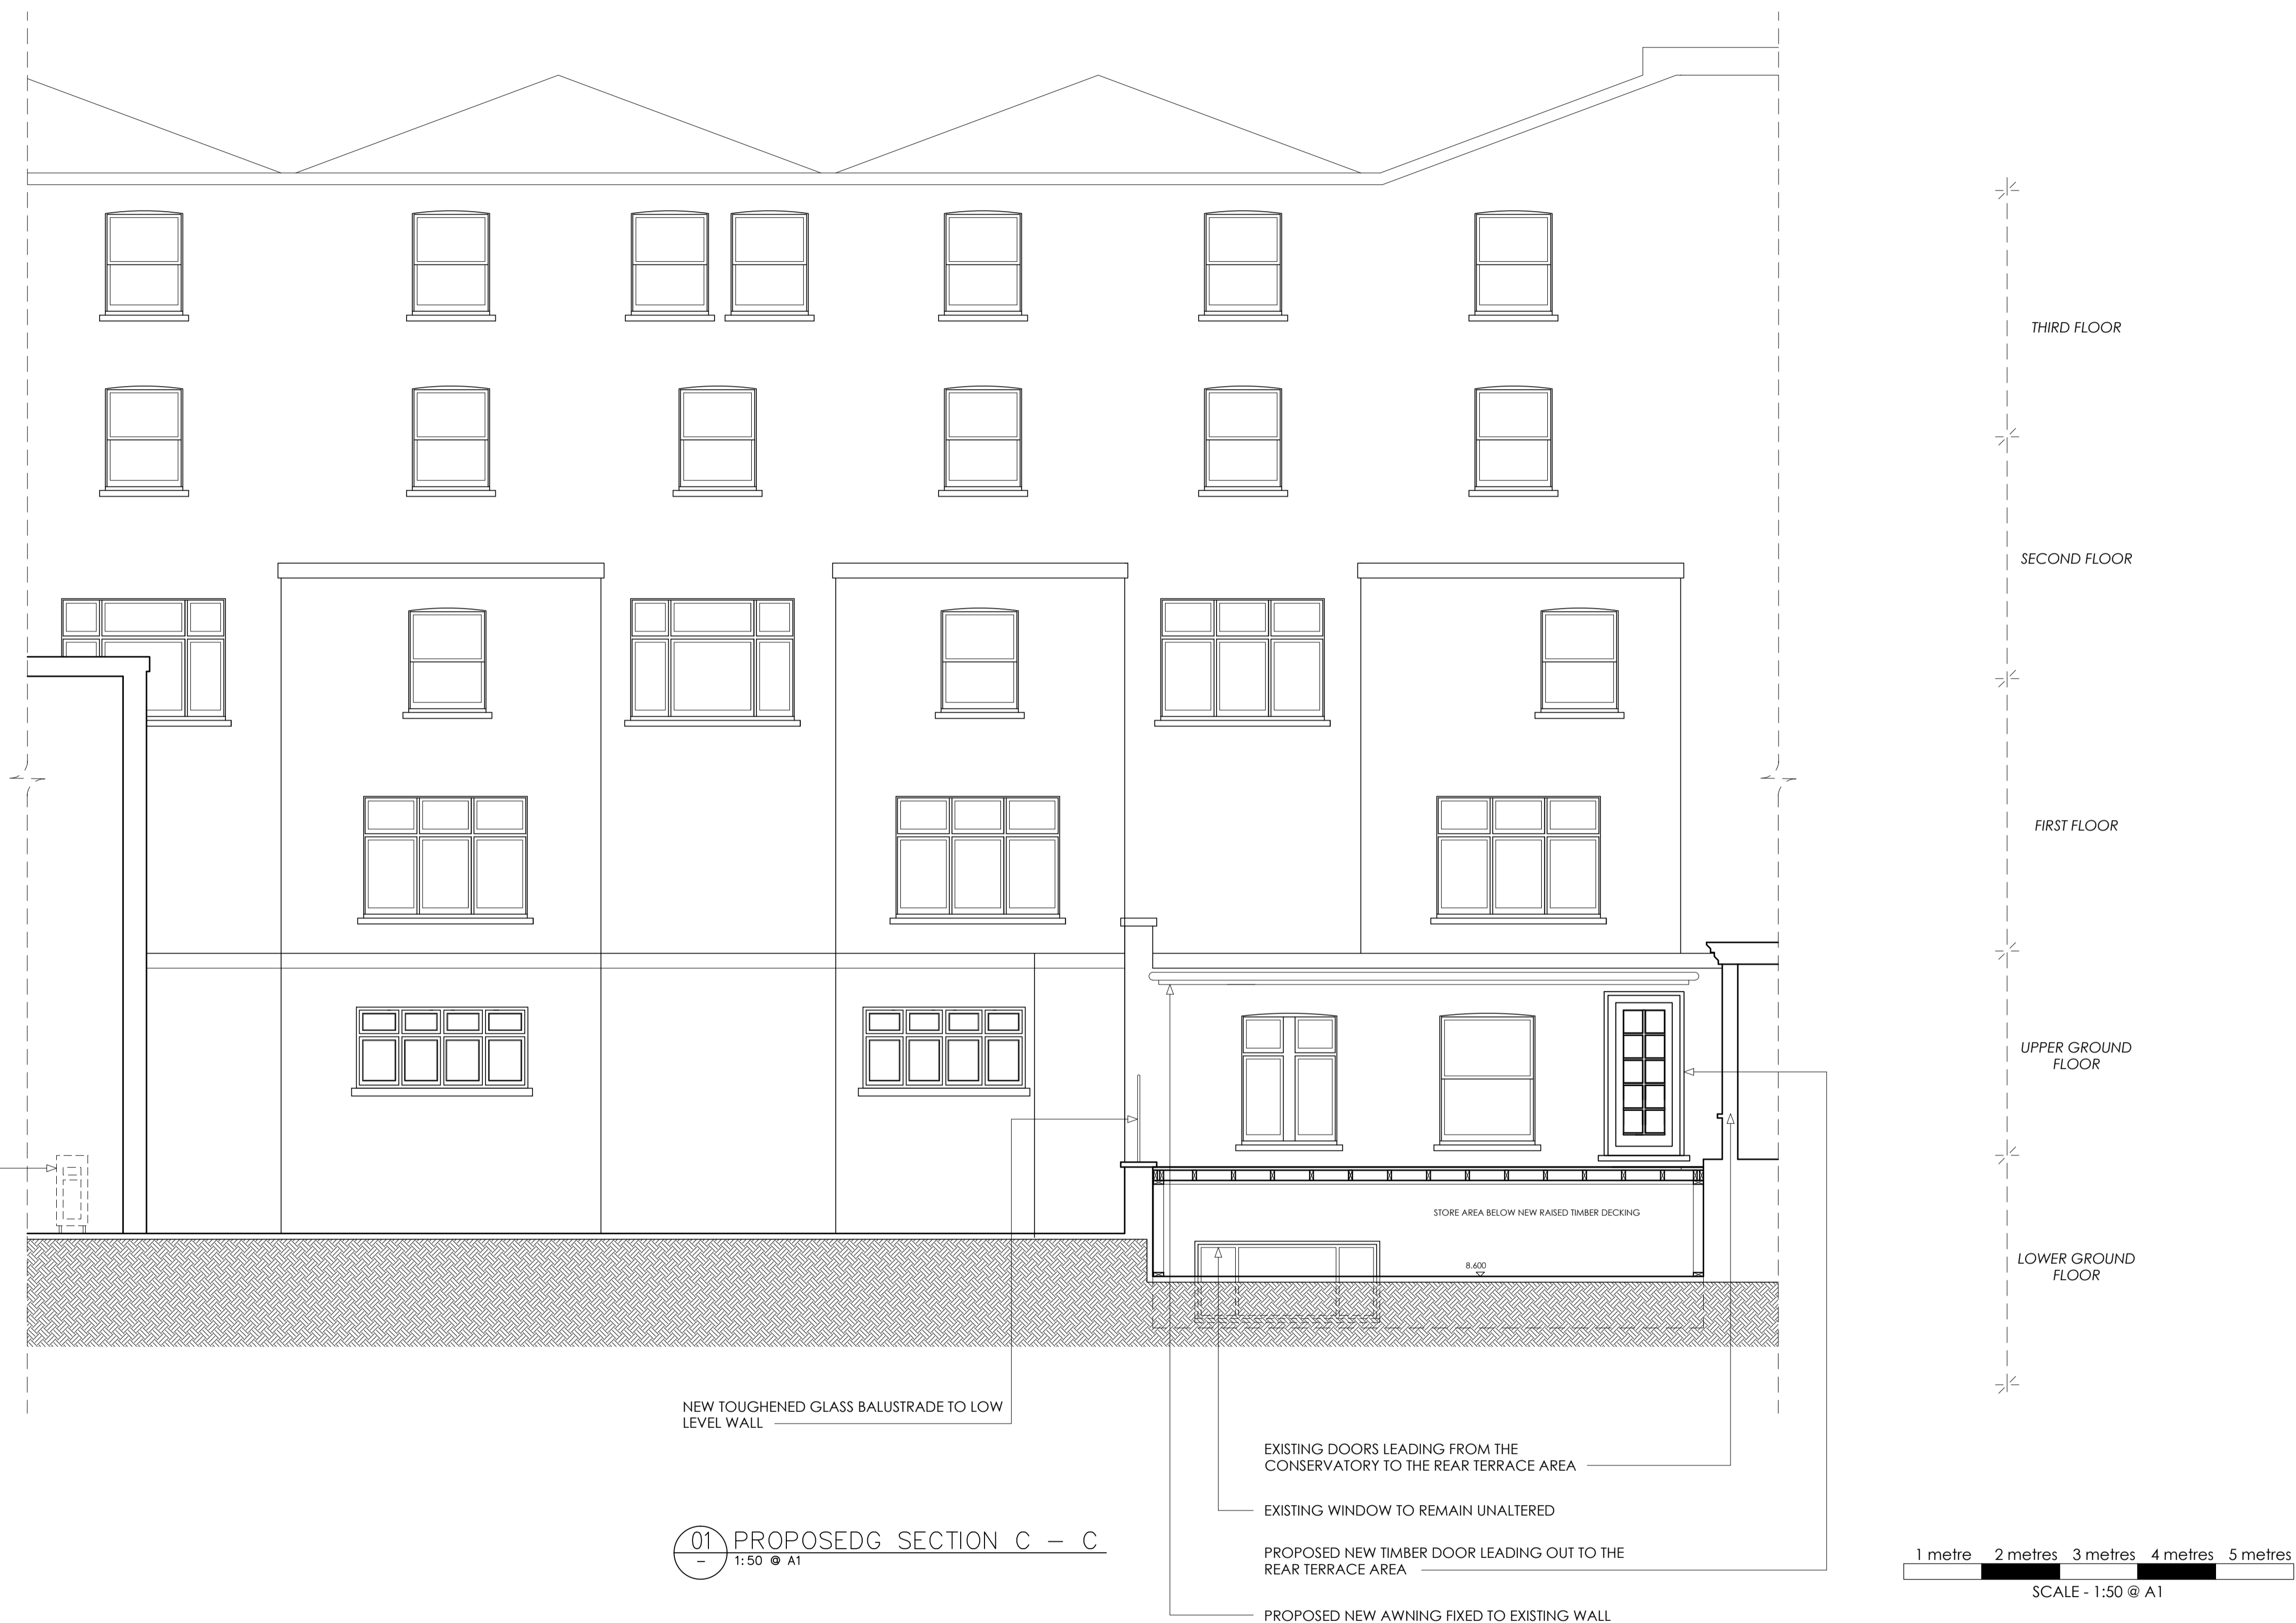 THIRD FLOOR
SECOND FLOOR
FIRST FLOOR
UPPER GROUND
FLOOR
LOWER GROUND
FLOOR
STORE AREA BELOW NEW RAISED TIMBER DECKING
8.600
NEW TOUGHENED GLASS BALUSTRADE TO LOW
LEVEL WALL
EXISTING DOORS LEADING FROM THE
CONSERVATORY TO THE REAR TERRACE AREA
EXISTING WINDOW TO REMAIN UNALTERED
PROPOSED NEW TIMBER DOOR LEADING OUT TO THE
REAR TERRACE AREA
PROPOSED NEW AWNING FIXED TO EXISTING WALL
01 PROPOSEDG SECTION C - C
- 1:50 @ A1
1 metre 2 metres 3 metres 4 metres 5 metres
SCALE - 1:50 @ A1